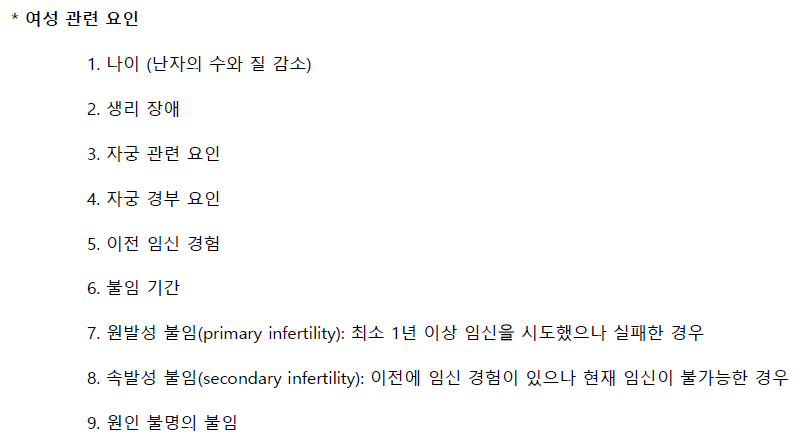 * 여성 관련 요인
1. 나이 (난자의 수와 질 감소)
2. 생리 장애
3. 자궁 관련 요인
4. 자궁 경부 요인
5. 이전 임신 경험
6. 불임 기간
7. 원발성 불임(primary infertility): 최소 1년 이상 임신을 시도했으나 실패한 경우
8. 속발성 불임(secondary infertility): 이전에 임신 경험이 있으나 현재 임신이 불가능한 경우
9. 원인 불명의 불임